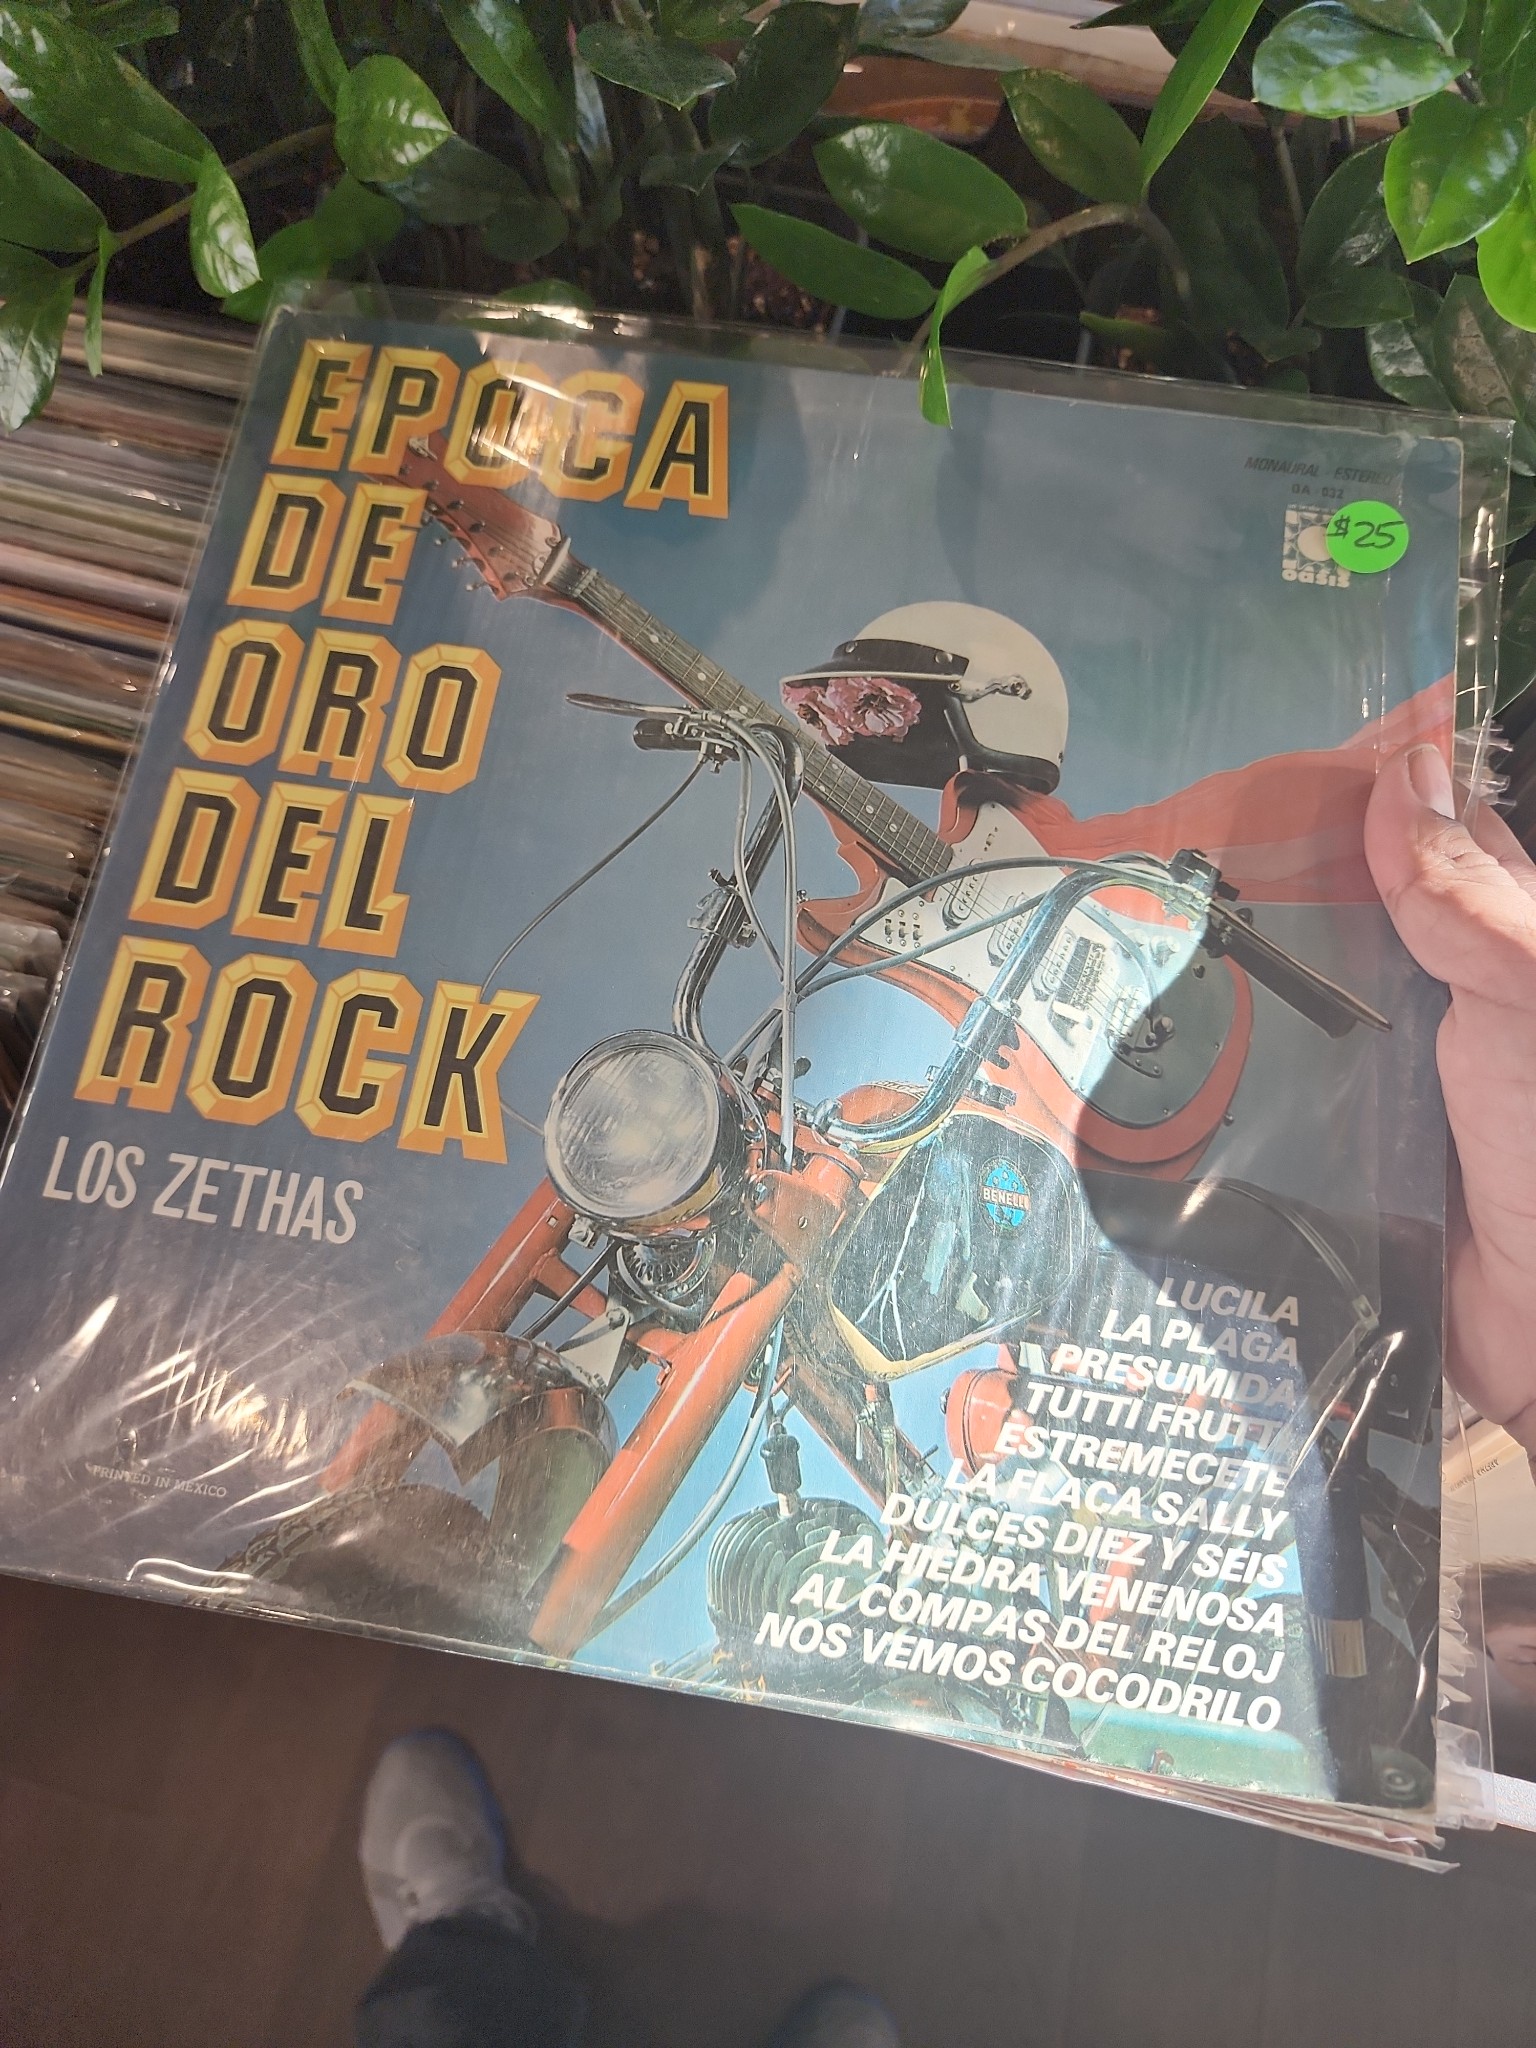 EPOCA
DE
ORO
DEL
ROCK
LOS ZETHAS
MONAURAL - ESTEREO
OA - 032
oasis
$25
BENELLI
LUCILA
LA PLAGA
PRESUMIDA
TUTTI FRUTTI
ESTREMECETE
LA FLACA SALLY
DULCES DIEZ Y SEIS
LA HIEDRA VENENOSA
AL COMPAS DEL RELOJ
NOS VEMOS COCODRILO
PRINTED IN MEXICO